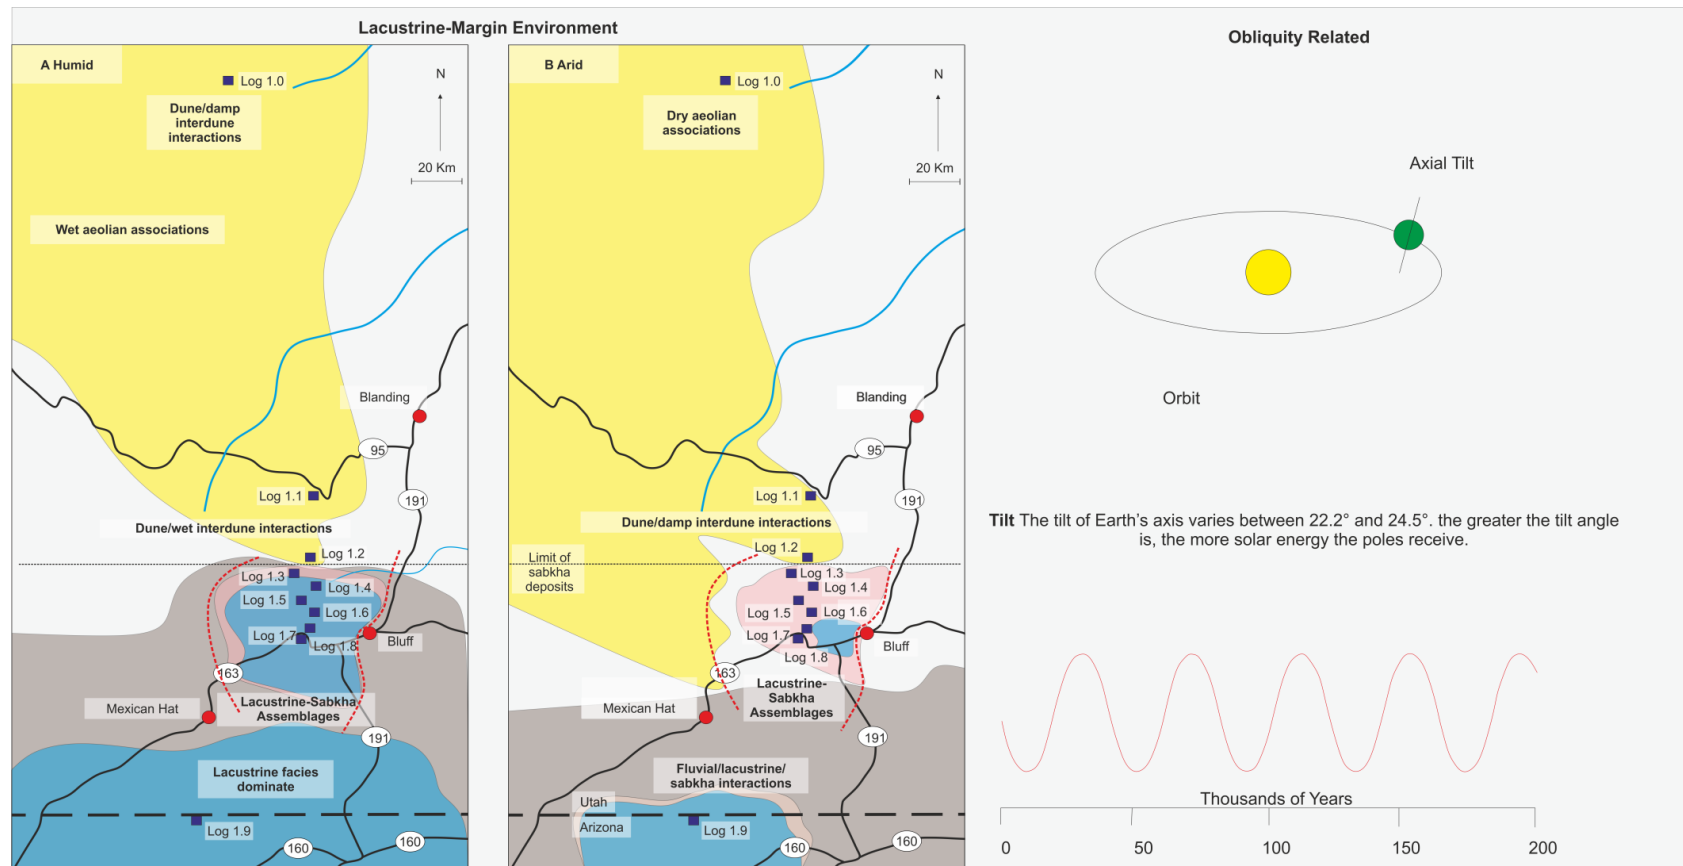 Lacustrine-Margin Environment
A Humid
Log 1.0
N
Dune/damp
interdune
interactions
20 Km
Wet aeolian associations
Blanding
95
Log 1.1
191
Dune/wet interdune interactions
Log 1.2
Log 1.3
Log 1.4
Log 1.5
Log 1.6
Log 1.7
Log 1.8
Bluff
163
Lacustrine-Sabkha
Assemblages
Mexican Hat
191
Lacustrine facies
dominate
Log 1.9
160
160
B Arid
Log 1.0
N
Dry aeolian
associations
20 Km
Blanding
95
Log 1.1
191
Dune/damp interdune interactions
Log 1.2
Limit of
sabkha
deposits
Log 1.3
Log 1.4
Log 1.5
Log 1.6
Log 1.7
Log 1.8
Bluff
163
Lacustrine-
Sabkha
Assemblages
Mexican Hat
191
Fluvial/lacustrine/
sabkha interactions
Utah
Arizona
Log 1.9
160
160
Obliquity Related
Axial Tilt
Orbit
Tilt The tilt of Earth's axis varies between 22.2° and 24.5°. the greater the tilt angle
is, the more solar energy the poles receive.
Thousands of Years
0 50 100 150 200